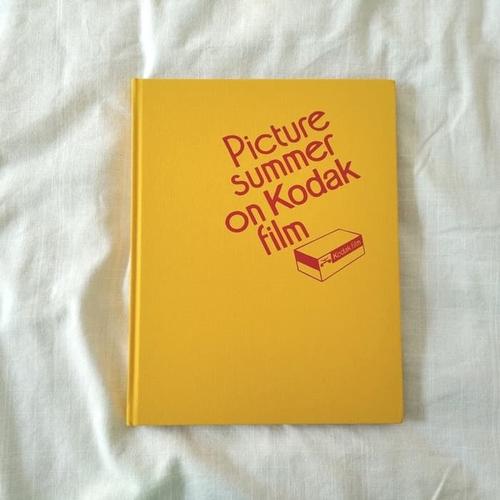 Picture
summer
on Kodak
film
Kodak film